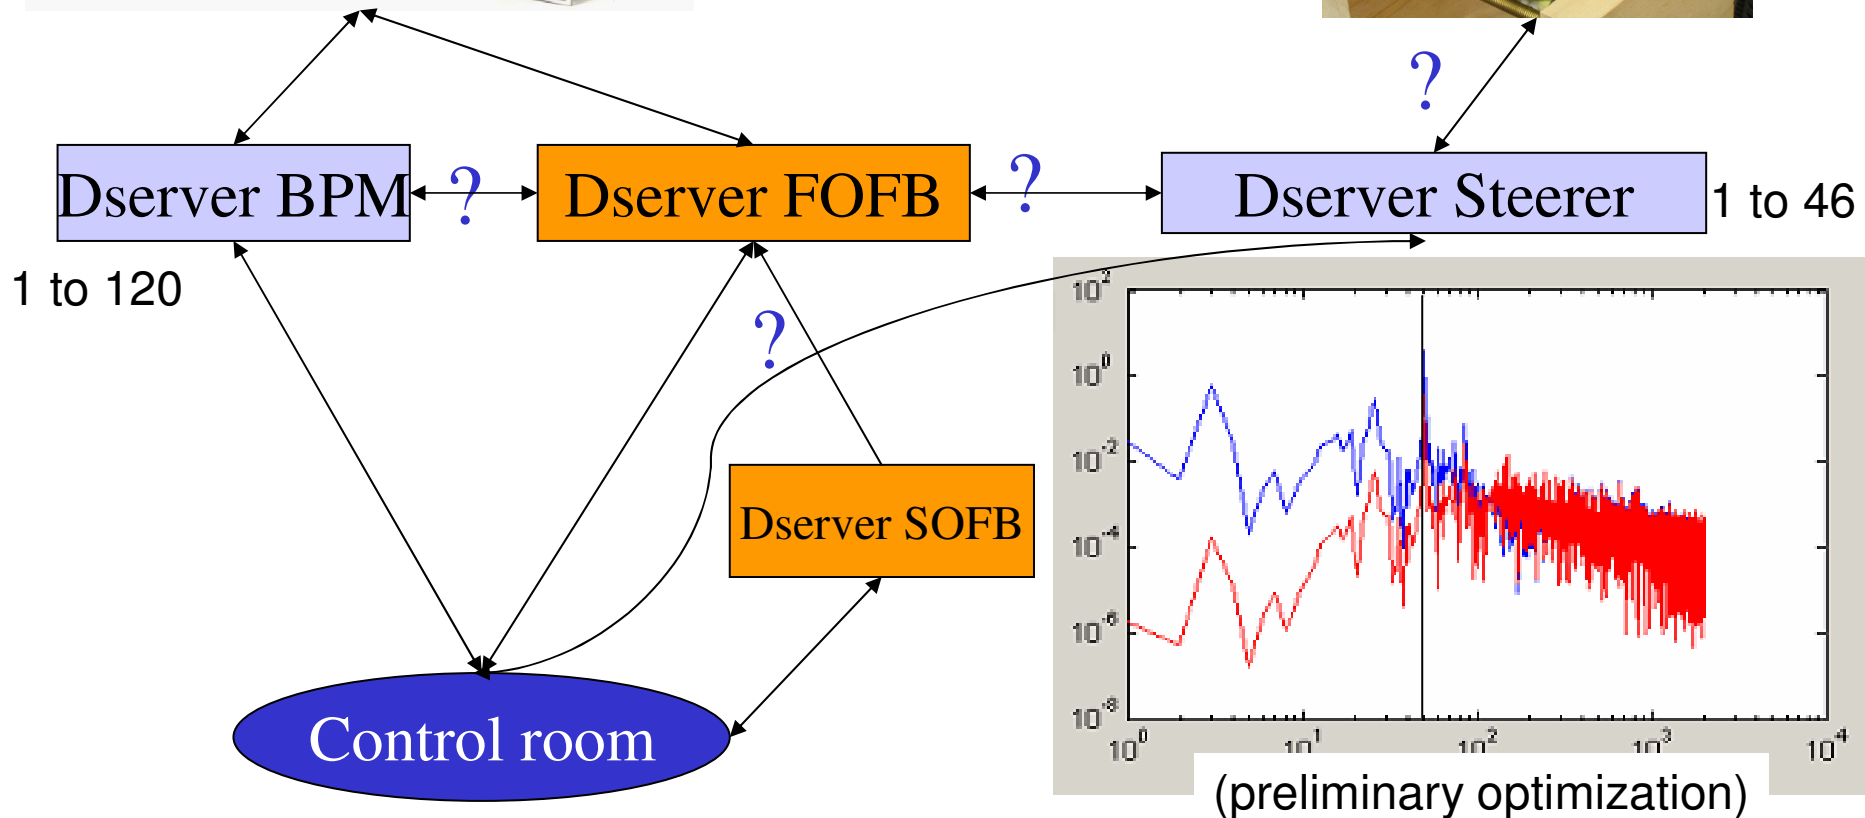 ?
Dserver BPM
?
Dserver FOFB
?
Dserver Steerer
1 to 46
1 to 120
?
Dserver SOFB
Control room
10^2
10^0
10^-2
10^-4
10^-6
10^-8
10^0
10^1
10^2
10^3
10^4
(preliminary optimization)